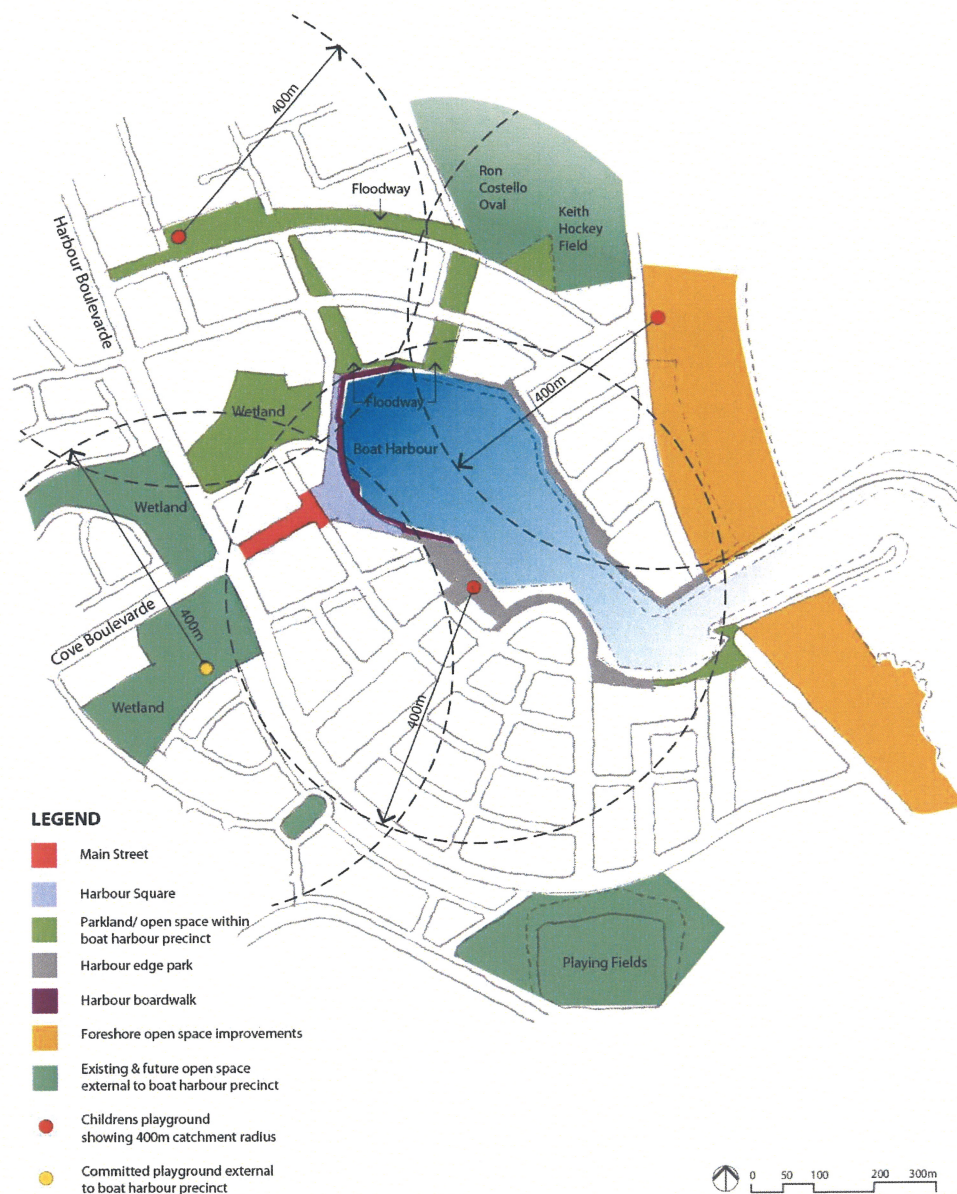 400m
Ron
Costello
Oval
Floodway
Keith
Hockey
Field
Harbour Boulevarde
400m
Wetland
Floodway
Boat Harbour
Wetland
Cove Boulevarde
400m
Wetland
400m
LEGEND
Main Street
Harbour Square
Parkland/ open space within
boat harbour precinct
Harbour edge park
Harbour boardwalk
Foreshore open space improvements
Existing & future open space
external to boat harbour precinct
Childrens playground
showing 400m catchment radius
Committed playground external
to boat harbour precinct
Playing Fields
0 50 100 200 300m